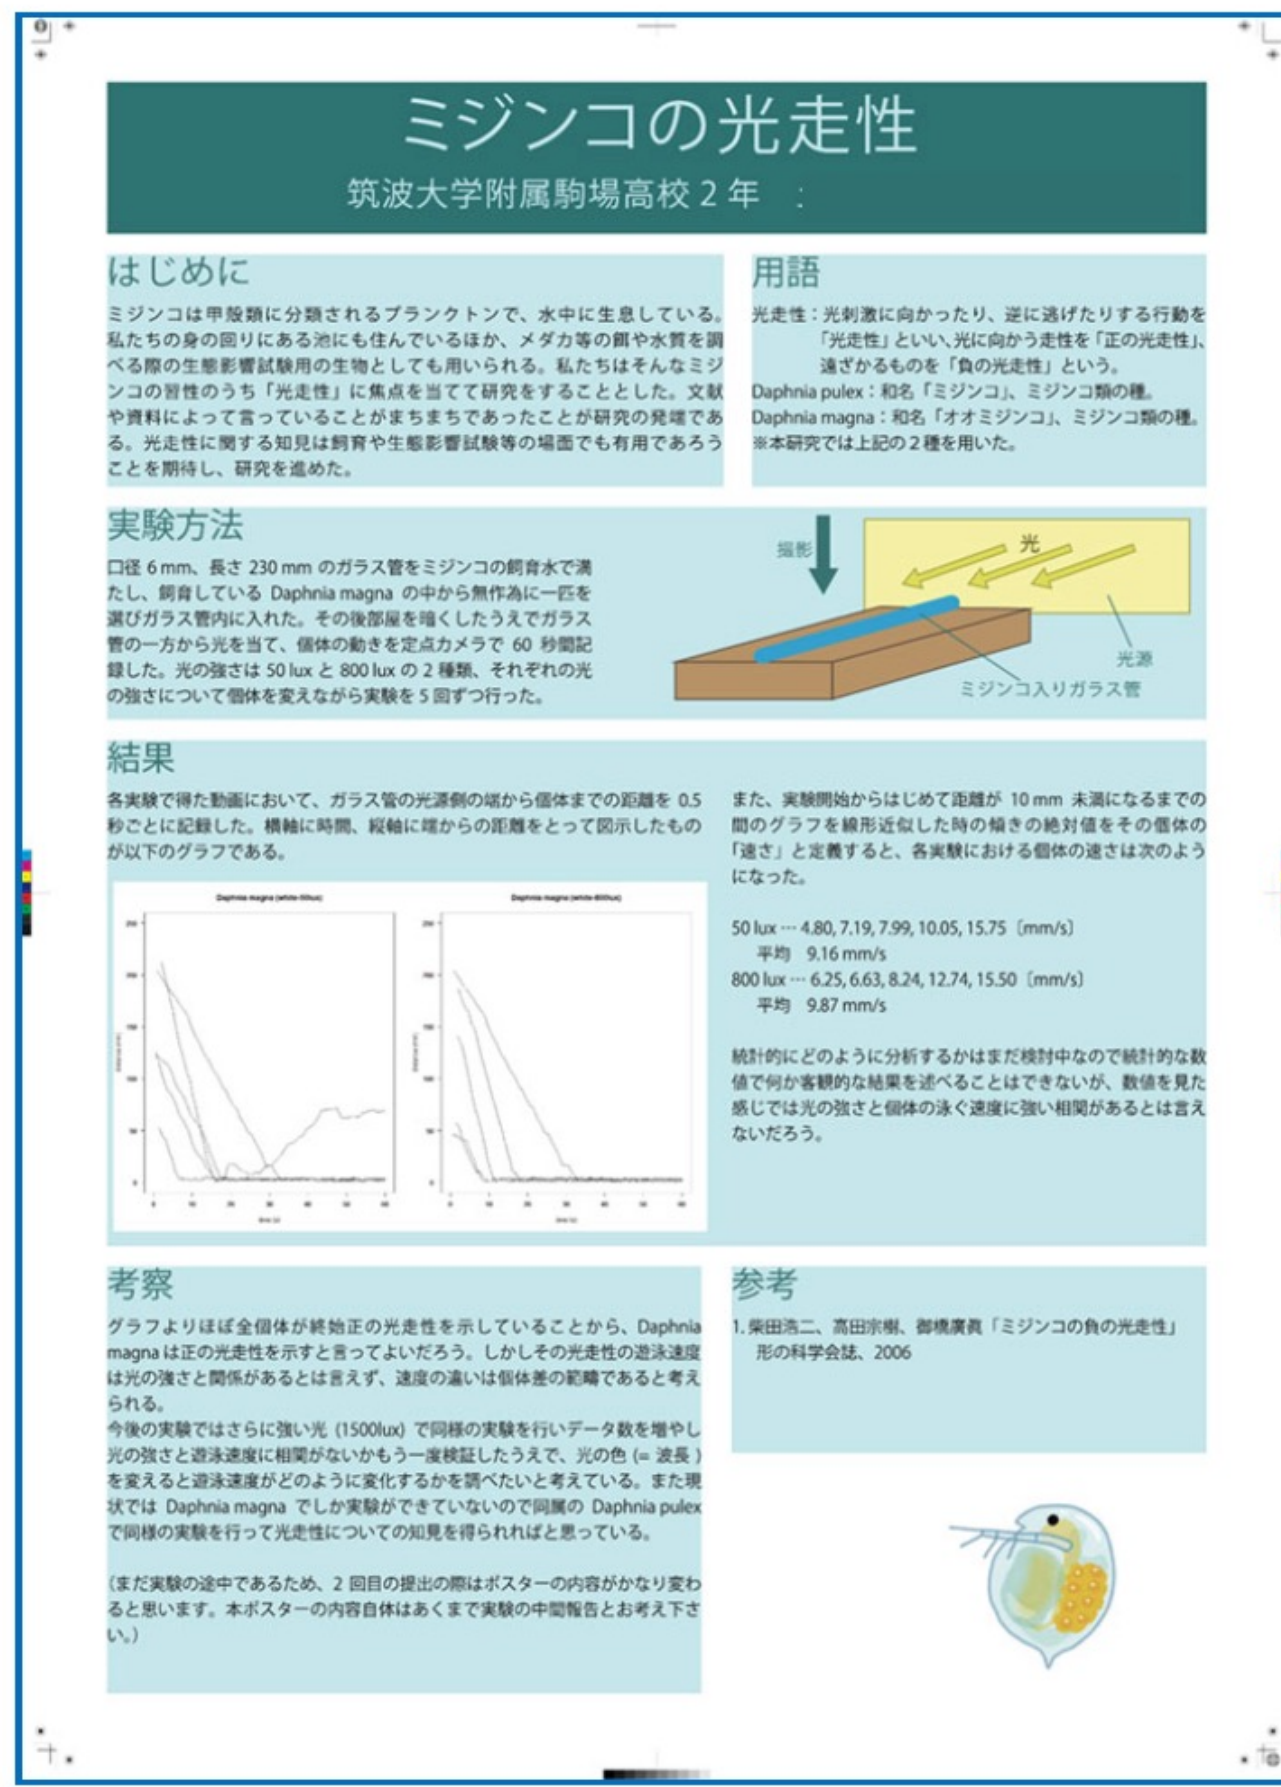 ミジンコの光走性
筑波大学附属駒場高校 2 年　:
はじめに
ミジンコは甲殻類に分類されるプランクトンで、水中に生息している。
私たちの身の回りにある池にも住んでいるほか、メダカ等の餌や水質を調
べる際の生態影響試験用の生物としても用いられる。私たちはそんなミジ
ンコの習性のうち「光走性」に焦点を当てて研究をすることとした。文献
や資料によって言っていることがまちまちであったことが研究の発端であ
る。光走性に関する知見は飼育や生態影響試験等の場面でも有用であろう
ことを期待し、研究を進めた。
用語
光走性：光刺激に向かったり、逆に逃げたりする行動を
「光走性」といい、光に向かう走性を「正の光走性」、
遠ざかるものを「負の光走性」という。
Daphnia pulex：和名「ミジンコ」、ミジンコ類の種。
Daphnia magna：和名「オオミジンコ」、ミジンコ類の種。
※本研究では上記の２種を用いた。
実験方法
口径 6 mm、長さ 230 mm のガラス管をミジンコの飼育水で満
たし、飼育している Daphnia magna の中から無作為に一匹を
選びガラス管内に入れた。その後部屋を暗くしたうえでガラス
管の一方から光を当て、個体の動きを定点カメラで 60 秒間記
録した。光の強さは 50 lux と 800 lux の 2 種類、それぞれの光
の強さについて個体を変えながら実験を 5 回ずつ行った。
撮影
光
光源
ミジンコ入りガラス管
結果
各実験で得た動画において、ガラス管の光源側の端から個体までの距離を 0.5
秒ごとに記録した。横軸に時間、縦軸に端からの距離をとって図示したもの
が以下のグラフである。
Daphnia magna (white-50lux)
Daphnia magna (white-800lux)
また、実験開始からはじめて距離が 10 mm 未満になるまでの
間のグラフを線形近似した時の傾きの絶対値をその個体の
「速さ」と定義すると、各実験における個体の速さは次のよう
になった。
50 lux … 4.80, 7.19, 7.99, 10.05, 15.75〔mm/s〕
平均　9.16 mm/s
800 lux … 6.25, 6.63, 8.24, 12.74, 15.50〔mm/s〕
平均　9.87 mm/s
統計的にどのように分析するかはまだ検討中なので統計的な数
値で何か客観的な結果を述べることはできないが、数値を見た
感じでは光の強さと個体の泳ぐ速度に強い相関があるとは言え
ないだろう。
考察
グラフよりほぼ全個体が終始正の光走性を示していることから、Daphnia
magna は正の光走性を示すと言ってよいだろう。しかしその光走性の遊泳速度
は光の強さと関係があるとは言えず、速度の違いは個体差の範疇であると考え
られる。
今後の実験ではさらに強い光 (1500lux) で同様の実験を行いデータ数を増やし
光の強さと遊泳速度に相関がないかもう一度検証したうえで、光の色 (= 波長 )
を変えると遊泳速度がどのように変化するかを調べたいと考えている。また現
状では Daphnia magna でしか実験ができていないので同属の Daphnia pulex
で同様の実験を行って光走性についての知見を得られればと思っている。
(まだ実験の途中であるため、2 回目の提出の際はポスターの内容がかなり変わ
ると思います。本ポスターの内容自体はあくまで実験の中間報告とお考え下さ
い。)
参考
1. 柴田浩二、高田宗樹、御橋廣眞「ミジンコの負の光走性」
形の科学会誌、2006